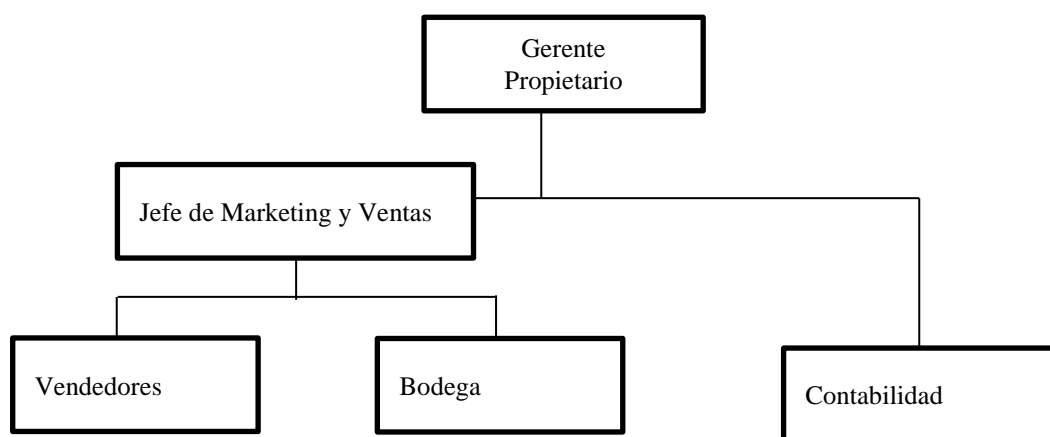 Gerente
Propietario
Jefe de Marketing y Ventas
Vendedores
Bodega
Contabilidad